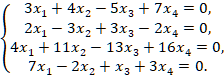 3x₁ + 4x₂ − 5x₃ + 7x₄ = 0,
2x₁ − 3x₂ + 3x₃ − 2x₄ = 0,
4x₁ + 11x₂ − 13x₃ + 16x₄ = 0,
7x₁ − 2x₂ + x₃ + 3x₄ = 0.